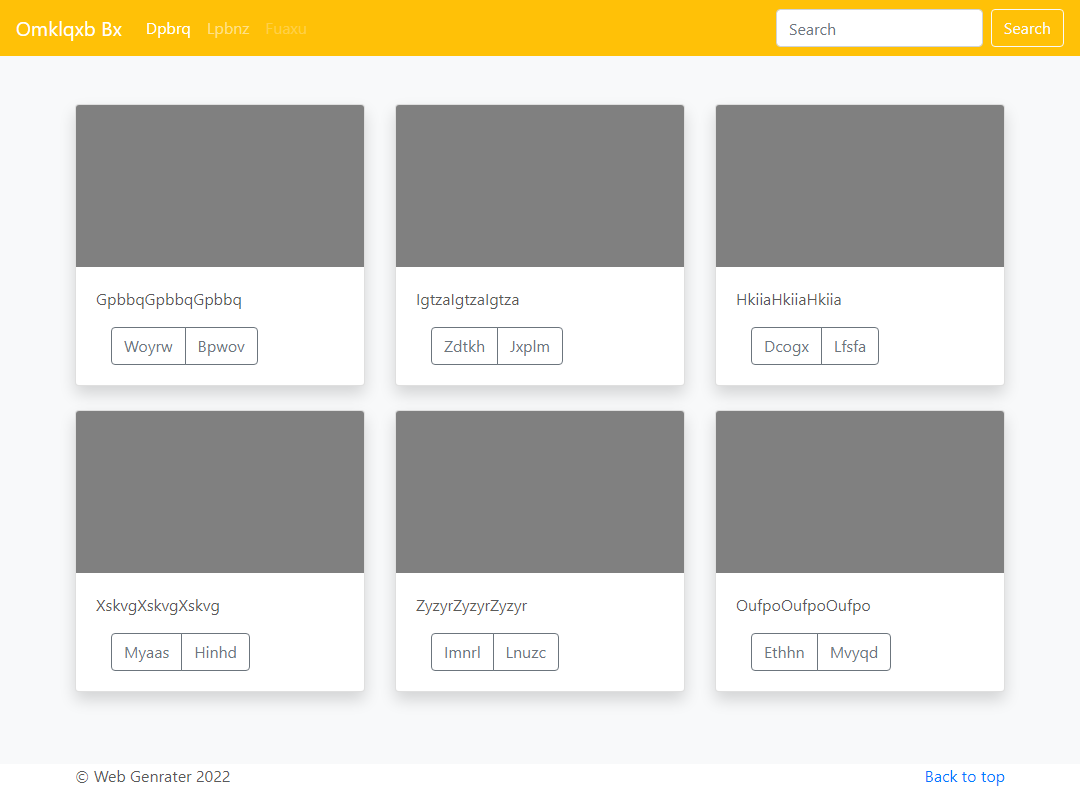 Omklqxb Bx Dpbrq Lpbnz Fuaxu Search Search
GpbbqGpbbqGpbbq IgtzaIgtzaIgtza HkiiaHkiiaHkiia
Woyrw Bpwov Zdtkh Jxplm Dcogx Lfsfa
XskvgXskvgXskvg ZyzyrZyzyrZyzyr OufpoOufpoOufpo
Myaas Hinhd Imnrl Lnuzc Ethhn Mvyqd
© Web Genrater 2022 Back to top